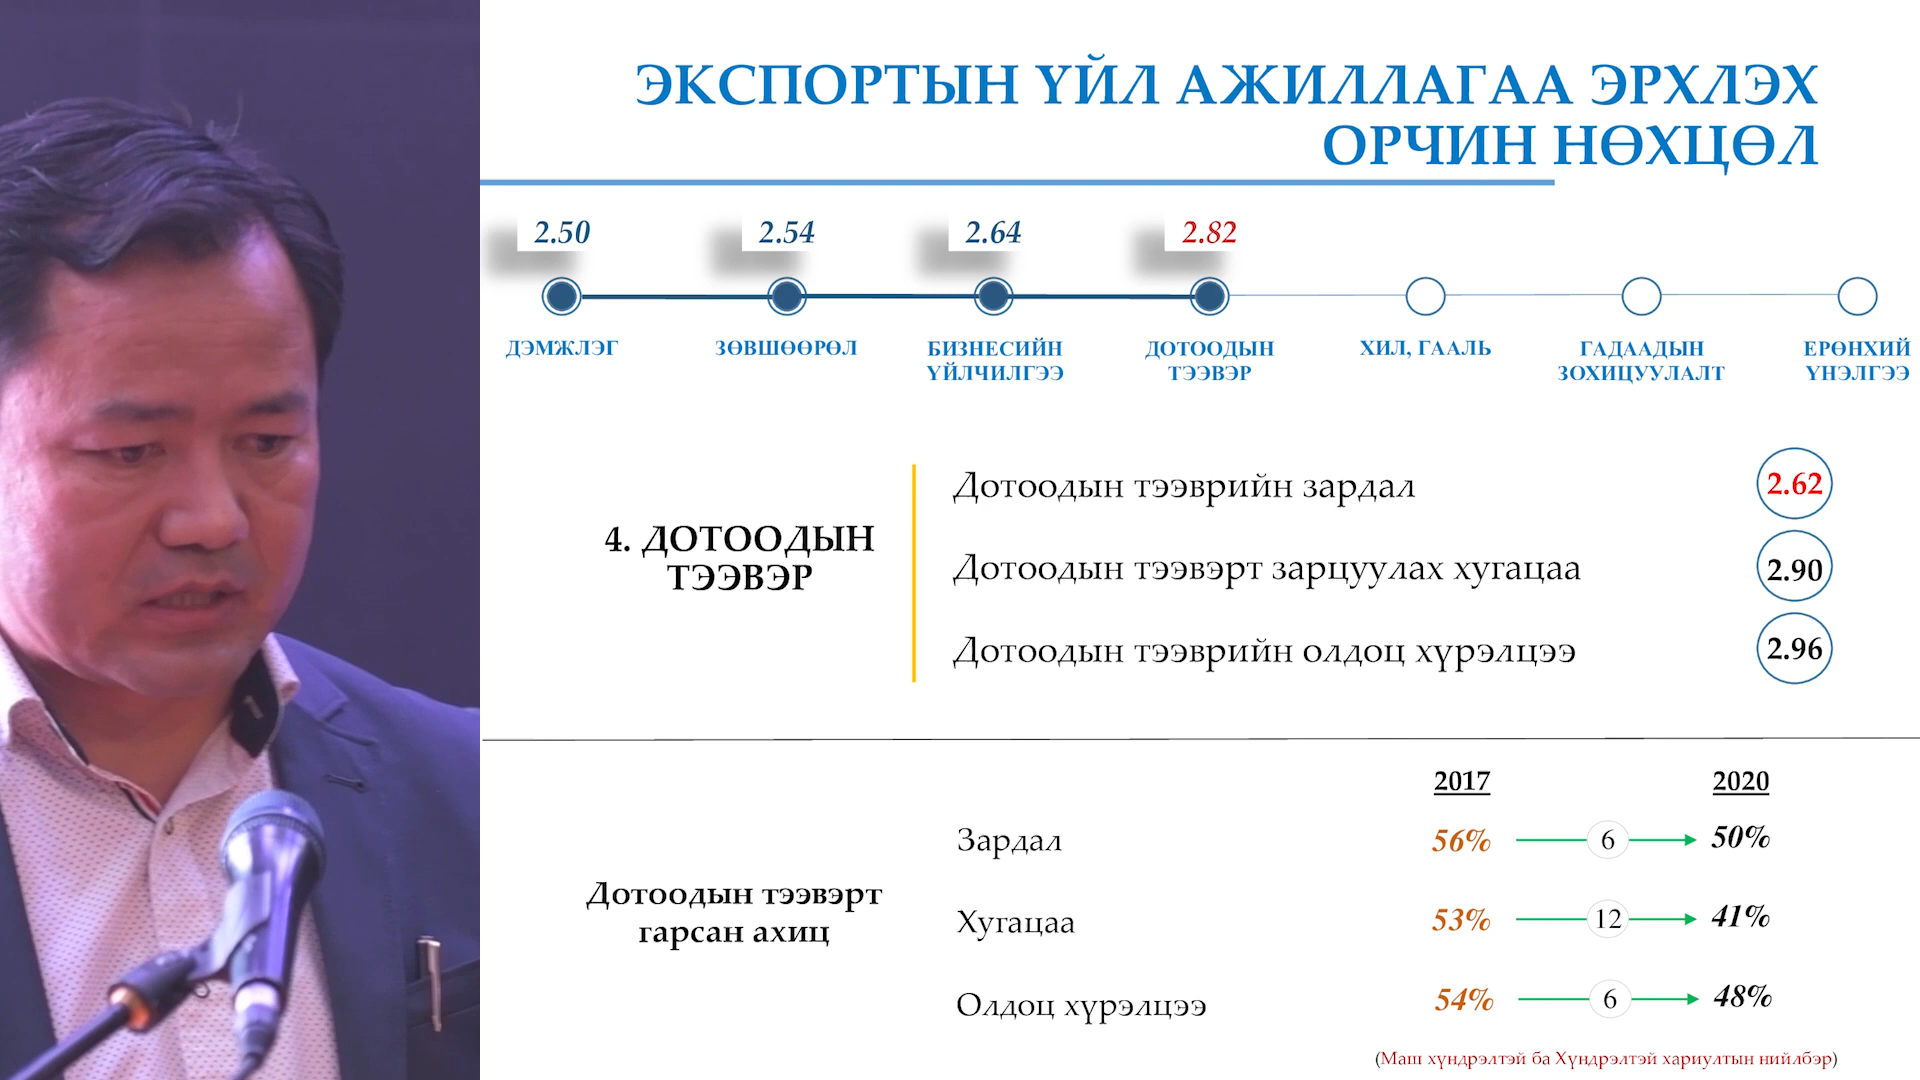 ЭКСПОРТЫН ҮЙЛ АЖИЛЛАГАА ЭРХЛЭХ
ОРЧИН НӨХЦӨЛ
2.50 2.54 2.64 2.82
ДЭМЖЛЭГ ЗӨВШӨӨРӨЛ БИЗНЕСИЙН ДОТООДЫН ХИЛ, ГААЛЬ ГАДААДЫН ЕРӨНХИЙ
ҮЙЛЧИЛГЭЭ ТЭЭВЭР ЗОХИЦУУЛАЛТ ҮНЭЛГЭЭ
4. ДОТООДЫН
ТЭЭВЭР
Дотоодын тээврийн зардал 2.62
Дотоодын тээвэрт зарцуулах хугацаа 2.90
Дотоодын тээврийн олдоц хүрэлцээ 2.96
2017 2020
Дотоодын тээвэрт
гарсан ахиц
Зардал 56% 6 50%
Хугацаа 53% 12 41%
Олдоц хүрэлцээ 54% 6 48%
(Маш хүндрэлтэй ба Хүндрэлтэй хариултын нийлбэр)